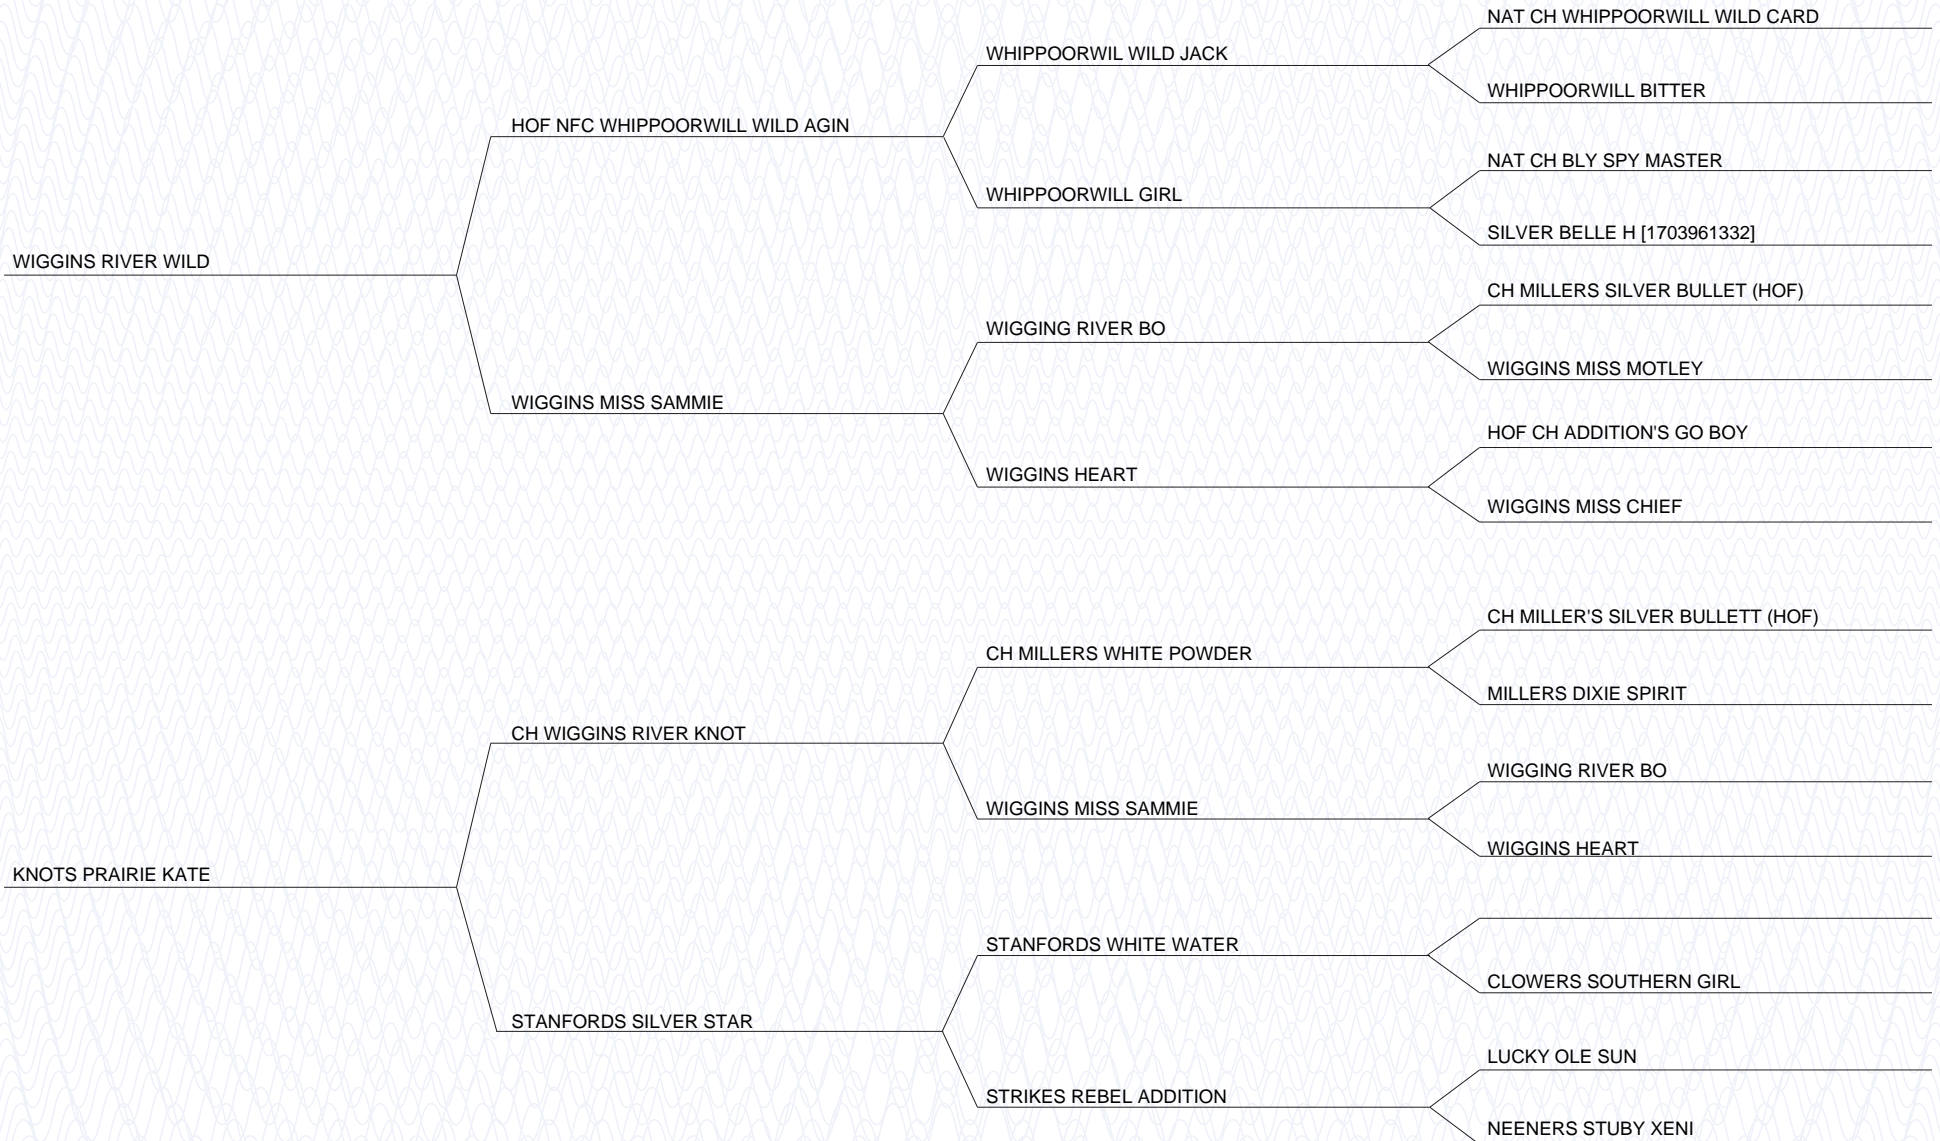 NAT CH WHIPPOORWILL WILD CARD
WHIPPOORWIL WILD JACK
WHIPPOORWILL BITTER
HOF NFC WHIPPOORWILL WILD AGIN
NAT CH BLY SPY MASTER
WHIPPOORWILL GIRL
SILVER BELLE H [1703961332]
WIGGINS RIVER WILD
CH MILLERS SILVER BULLET (HOF)
WIGGING RIVER BO
WIGGINS MISS MOTLEY
WIGGINS MISS SAMMIE
HOF CH ADDITION'S GO BOY
WIGGINS HEART
WIGGINS MISS CHIEF
CH MILLER'S SILVER BULLETT (HOF)
CH MILLERS WHITE POWDER
MILLERS DIXIE SPIRIT
CH WIGGINS RIVER KNOT
WIGGING RIVER BO
WIGGINS MISS SAMMIE
WIGGINS HEART
KNOTS PRAIRIE KATE
STANFORDS WHITE WATER
CLOWERS SOUTHERN GIRL
STANFORDS SILVER STAR
LUCKY OLE SUN
STRIKES REBEL ADDITION
NEENERS STUBY XENI